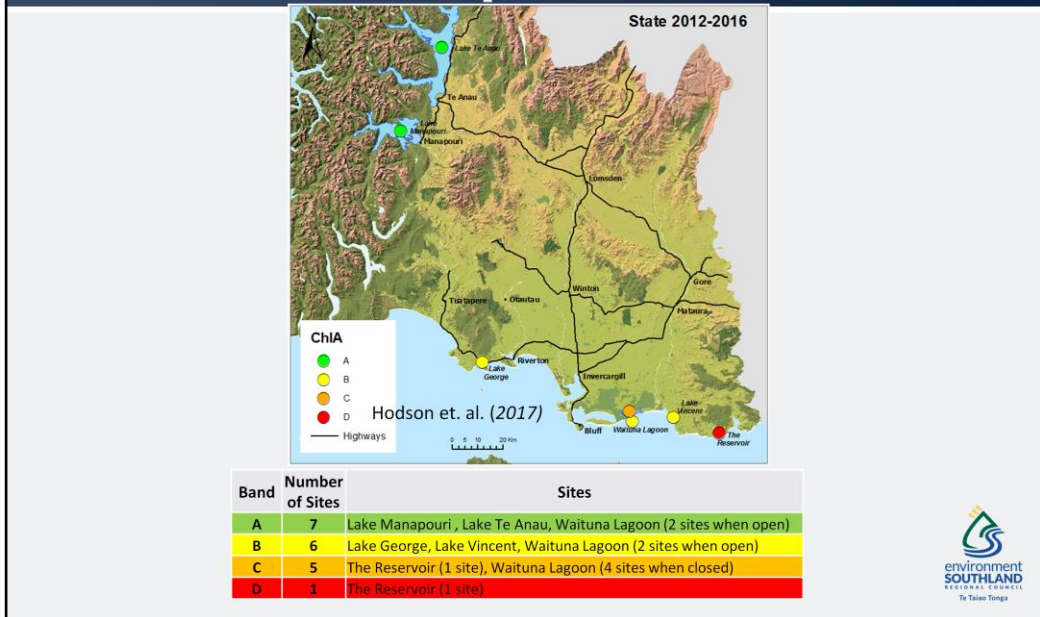 State 2012-2016
N
Lake Te Anau
Te Anau
Lake
Manapouri
Manapouri
Lumsden
Gore
Winton
Mataura
Tuatapere
Otautau
ChlA
A
B
C
D
Highways
Riverton
Lake
George
Invercargill
Lake
Vincent
Hodson et. al. (2017)
0 5 10 20 Km
Bluff
Waituna Lagoon
The
Reservoir
Band Number of Sites Sites
A 7 Lake Manapouri , Lake Te Anau, Waituna Lagoon (2 sites when open)
B 6 Lake George, Lake Vincent, Waituna Lagoon (2 sites when open)
C 5 The Reservoir (1 site), Waituna Lagoon (4 sites when closed)
D 1 The Reservoir (1 site)
environment
SOUTHLAND
REGIONAL COUNCIL
Te Taiao Tonga